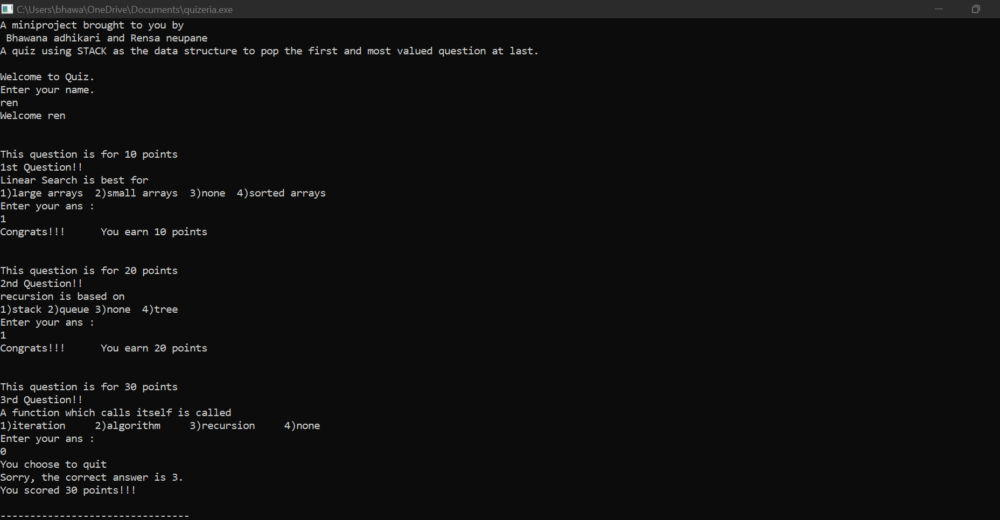 C:\Users\bhawa\OneDrive\Documents\quizeria.exe
A miniproject brought to you by
 Bhawana adhikari and Rensa neupane
A quiz using STACK as the data structure to pop the first and most valued question at last.
Welcome to Quiz.
Enter your name.
ren
Welcome ren
This question is for 10 points
1st Question!!
Linear Search is best for
1)large arrays  2)small arrays  3)none  4)sorted arrays
Enter your ans :
1
Congrats!!!      You earn 10 points
This question is for 20 points
2nd Question!!
recursion is based on
1)stack 2)queue 3)none  4)tree
Enter your ans :
1
Congrats!!!      You earn 20 points
This question is for 30 points
3rd Question!!
A function which calls itself is called
1)iteration     2)algorithm     3)recursion     4)none
Enter your ans :
0
You choose to quit
Sorry, the correct answer is 3.
You scored 30 points!!!
--------------------------------